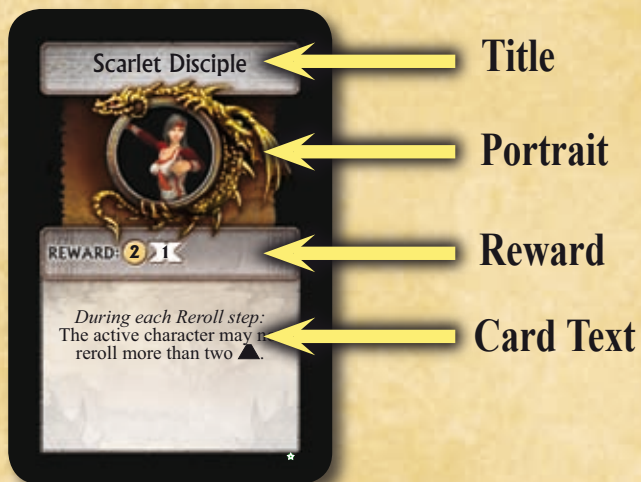 Scarlet Disciple
Title
Portrait
REWARD: 2 1
Reward
During each Reroll step:
The active character may
reroll more than two
Card Text